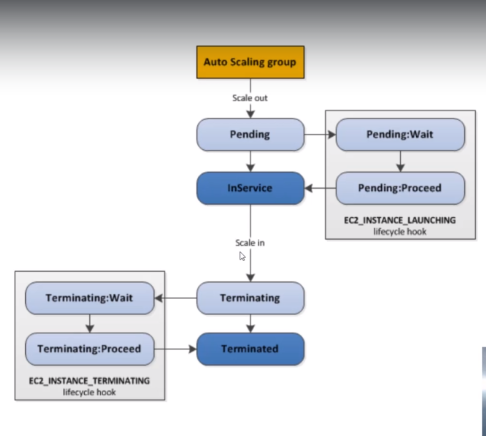 Auto Scaling group
Scale out
Pending
Pending:Wait
InService
Pending:Proceed
EC2_INSTANCE_LAUNCHING
lifecycle hook
Scale in
Terminating:Wait
Terminating
Terminating:Proceed
Terminated
EC2_INSTANCE_TERMINATING
lifecycle hook